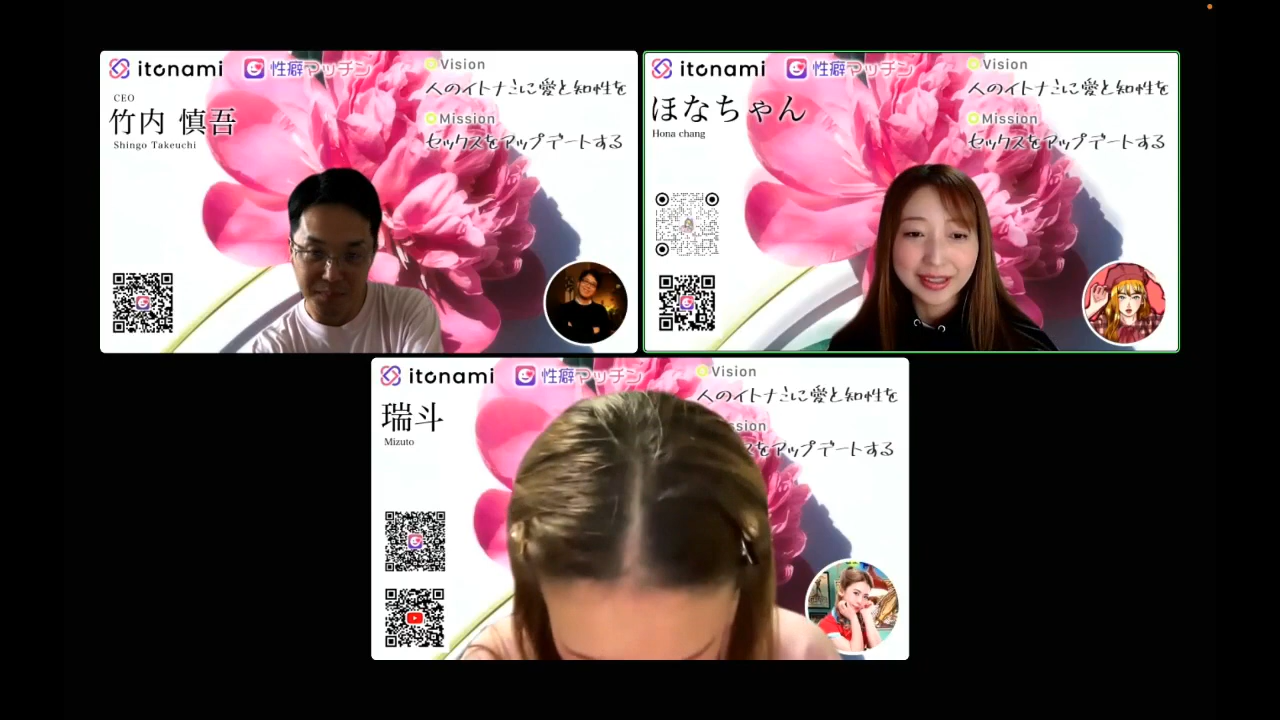 itonami 性癖マッチン
Vision
人のイトナミに愛と知性を
CEO
竹内 慎吾
Shingo Takeuchi
Mission
セックスをアップデートする
itonami 性癖マッチン
Vision
人のイトナミに愛と知性を
ほなちゃん
Hona chang
Mission
セックスをアップデートする
itonami 性癖マッチン
Vision
人のイトナミに愛と知性を
瑞斗
Mizuto
ssion
スをアップデートする